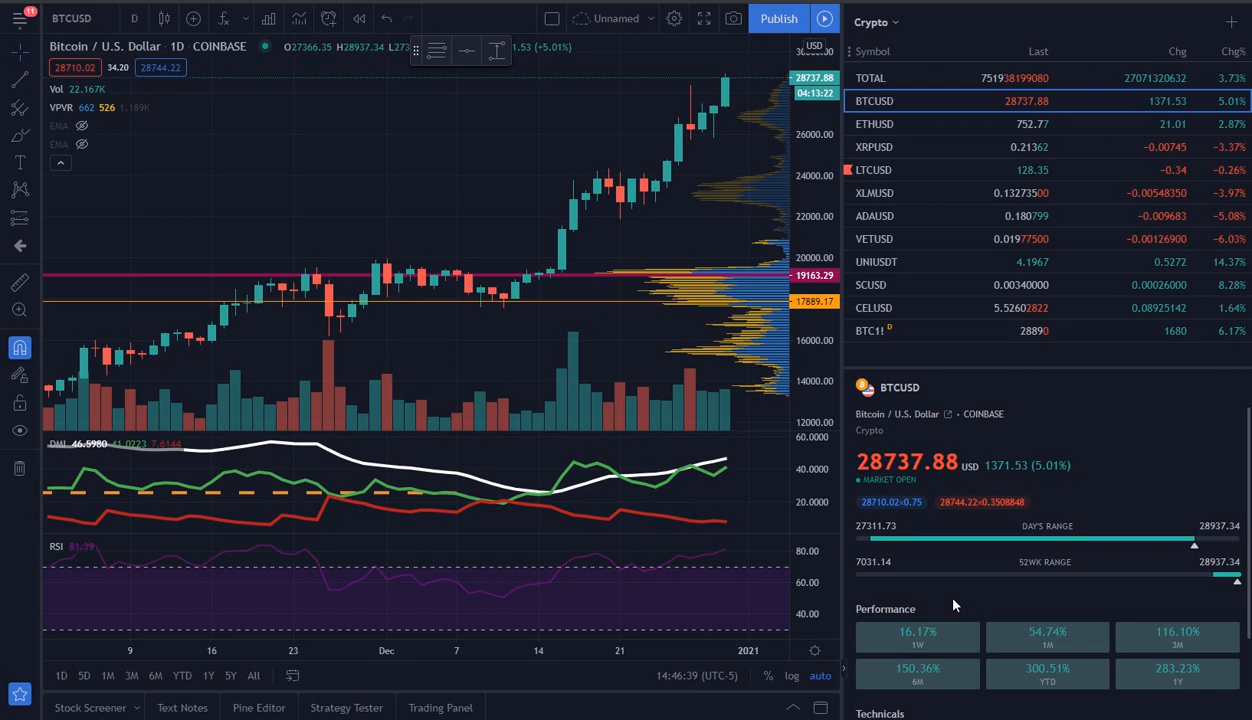 11
BTCUSD D Unnamed Publish
Bitcoin / U.S. Dollar · 1D · COINBASE O27366.35 H28937.34 L27 1.53 (+5.01%)
USD
28710.02 34.20 28744.22
Vol 22.167K
VPVR 662 526 1.189K
EMA
EMA
30000.00
28737.88
04:13:22
26000.00
24000.00
22000.00
20000.00
19163.29
17889.17
16000.00
14000.00
12000.00
DMI 46.5980 41.0223 7.6144
60.0000
40.0000
20.0000
RSI 81.39
80.00
60.00
40.00
9 16 23 Dec 7 14 21 2021
1D 5D 1M 3M 6M YTD 1Y 5Y All 14:46:39 (UTC-5) % log auto
Stock Screener Text Notes Pine Editor Strategy Tester Trading Panel
Crypto
Symbol Last Chg Chg%
TOTAL 751938199080 27071320632 3.73%
BTCUSD 28737.88 1371.53 5.01%
ETHUSD 752.77 21.01 2.87%
XRPUSD 0.21362 −0.00745 −3.37%
LTCUSD 128.35 −0.34 −0.26%
XLMUSD 0.13273500 −0.00548350 −3.97%
ADAUSD 0.180799 −0.009683 −5.08%
VETUSD 0.01977500 −0.00126900 −6.03%
UNIUSDT 4.1967 0.5272 14.37%
SCUSD 0.00340000 0.00026000 8.28%
CELUSD 5.52602822 0.08925142 1.64%
BTC1! D 28890 1680 6.17%
BTCUSD
Bitcoin / U.S. Dollar • COINBASE
Crypto
28737.88 USD 1371.53 (5.01%)
MARKET OPEN
28710.02×0.75 28744.22×0.3508848
27311.73 DAY'S RANGE 28937.34
7031.14 52WK RANGE 28937.34
Performance
16.17% 54.74% 116.10%
1W 1M 3M
150.36% 300.51% 283.23%
6M YTD 1Y
Technicals